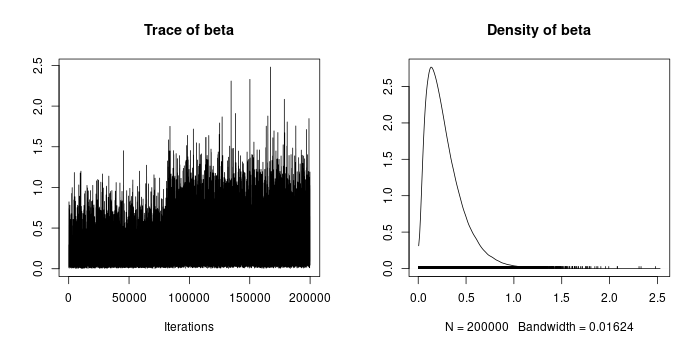 Trace of beta
0.0 0.5 1.0 1.5 2.0 2.5
0 50000 100000 150000 200000
Iterations
Density of beta
0.0 0.5 1.0 1.5 2.0 2.5
0.0 0.5 1.0 1.5 2.0 2.5
N = 200000 Bandwidth = 0.01624